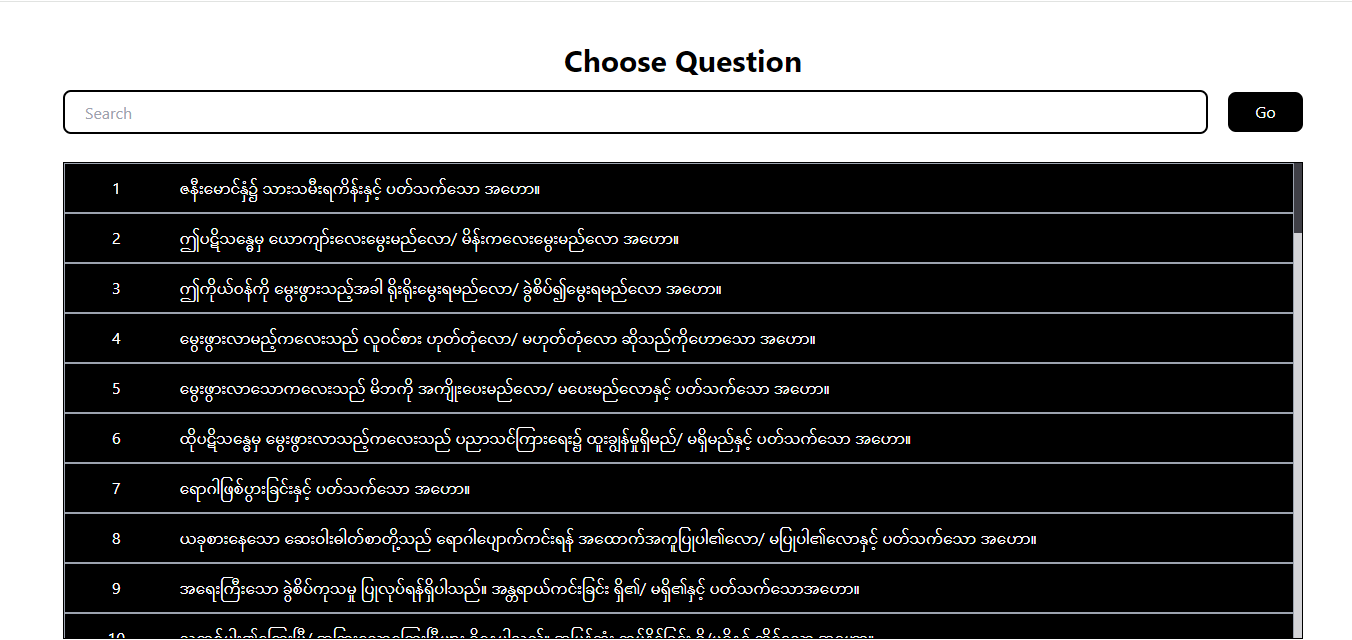 Choose Question
Search
Go
1 ဇနီးမောင်နှံ၌ သားသမီးရကိန်းနှင့် ပတ်သက်သော အဟော။
2 ဤပဋိသန္ဓေမှ ယောကျာ်းလေးမွေးမည်လော/ မိန်းကလေးမွေးမည်လော အဟော။
3 ဤကိုယ်ဝန်ကို မွေးဖွားသည့်အခါ ရိုးရိုးမွေးရမည်လော/ ခွဲစိပ်၍မွေးရမည်လော အဟော။
4 မွေးဖွားလာမည့်ကလေးသည် လူဝင်စား ဟုတ်တုံလော/ မဟုတ်တုံလော ဆိုသည်ကိုဟောသော အဟော။
5 မွေးဖွားလာသောကလေးသည် မိဘကို အကျိုးပေးမည်လော/ မပေးမည်လောနှင့် ပတ်သက်သော အဟော။
6 ထိုပဋိသန္ဓေမှ မွေးဖွားလာသည့်ကလေးသည် ပညာသင်ကြားရေး၌ ထူးချွန်မှုရှိမည်/ မရှိမည်နှင့် ပတ်သက်သော အဟော။
7 ရောဂါဖြစ်ပွားခြင်းနှင့် ပတ်သက်သော အဟော။
8 ယခုစားနေသော ဆေးဝါးဓါတ်စာတို့သည် ရောဂါပျောက်ကင်းရန် အထောက်အကူပြုပါ၏လော/ မပြုပါ၏လောနှင့် ပတ်သက်သော အဟော။
9 အရေးကြီးသော ခွဲစိပ်ကုသမှု ပြုလုပ်ရန်ရှိပါသည်။ အန္တရာယ်ကင်းခြင်း ရှိ၏/ မရှိ၏နှင့် ပတ်သက်သောအဟော။
10